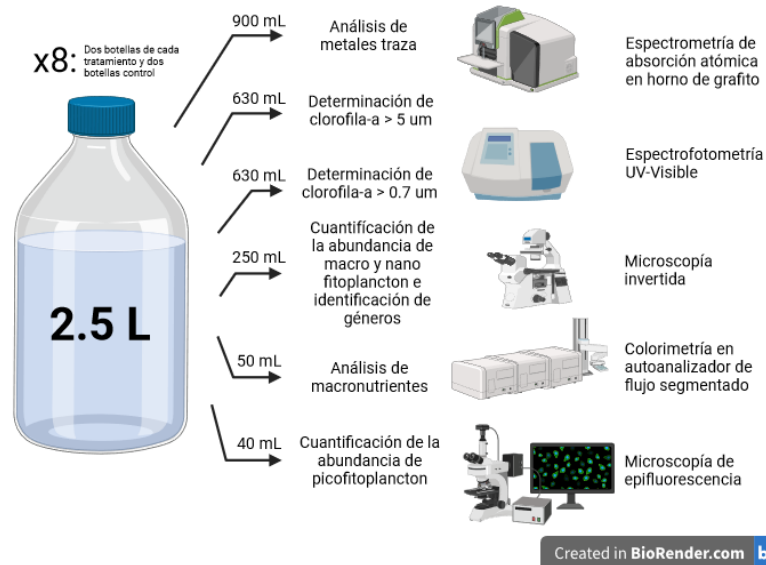 x8: Dos botellas de cada
tratamiento y dos
botellas control
2.5 L
900 mL
Análisis de
metales traza
Espectrometría de
absorción atómica
en horno de grafito
630 mL
Determinación de
clorofila-a > 5 um
630 mL
Determinación de
clorofila-a > 0.7 um
Espectrofotometría
UV-Visible
250 mL
Cuantifícación de
la abundancia de
macro y nano
fitoplancton e
identificación de
géneros
Microscopía
invertida
50 mL
Análisis de
macronutrientes
Colorimetría en
autoanalizador de
flujo segmentado
40 mL
Cuantificación de la
abundancia de
picofitoplancton
Microscopía de
epifluorescencia
Created in BioRender.com b